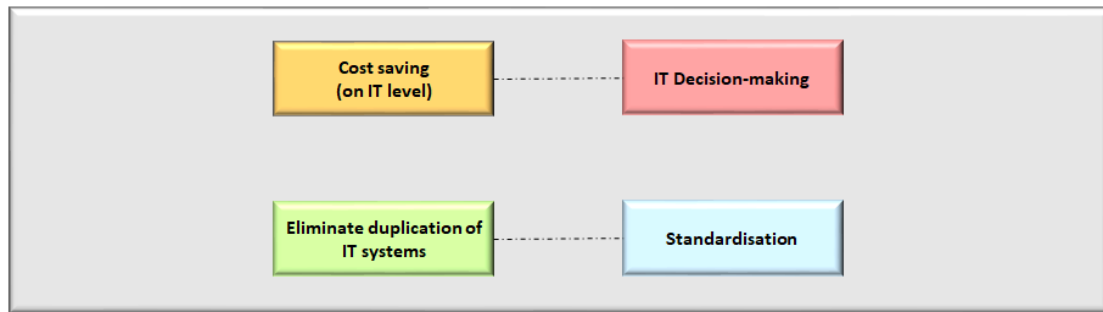 Cost saving
(on IT level)
IT Decision-making
Eliminate duplication of
IT systems
Standardisation